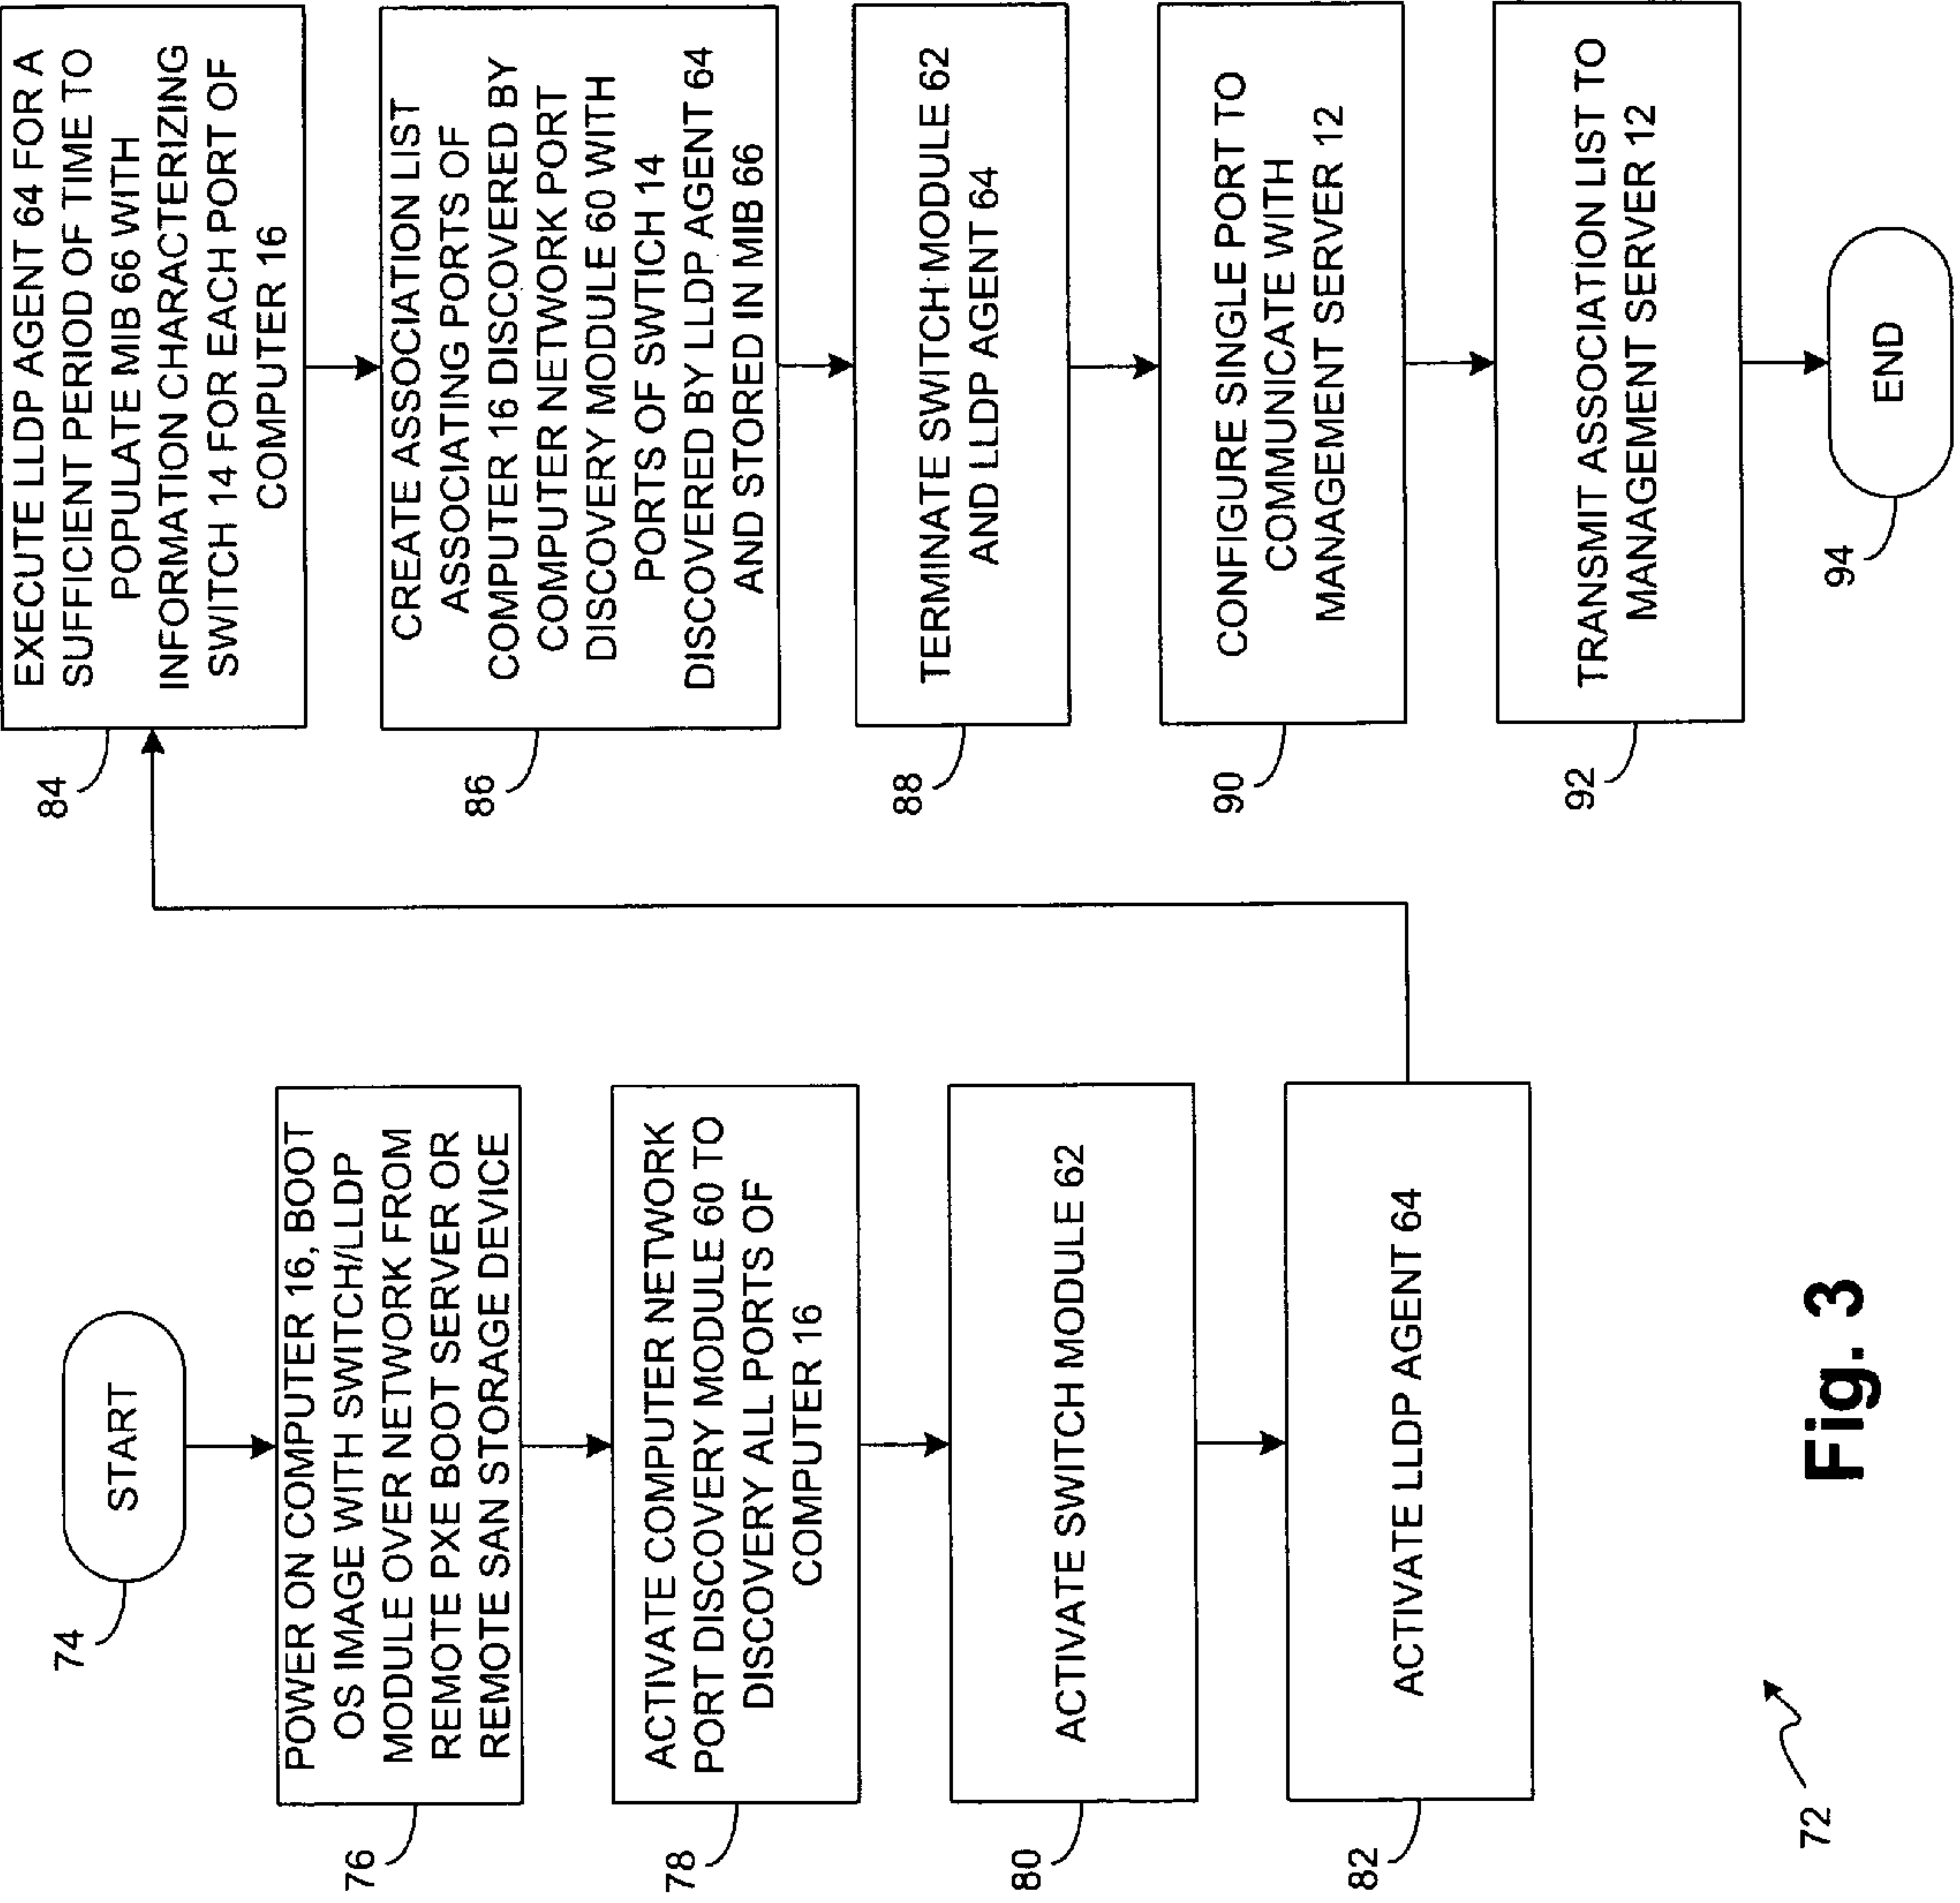 START
74
POWER ON COMPUTER 16, BOOT
OS IMAGE WITH SWITCH/LLDP
MODULE OVER NETWORK FROM
REMOTE PXE BOOT SERVER OR
REMOTE SAN STORAGE DEVICE
76
ACTIVATE COMPUTER NETWORK
PORT DISCOVERY MODULE 60 TO
DISCOVERY ALL PORTS OF
COMPUTER 16
78
ACTIVATE SWITCH MODULE 62
80
ACTIVATE LLDP AGENT 64
82
EXECUTE LLDP AGENT 64 FOR A
SUFFICIENT PERIOD OF TIME TO
POPULATE MIB 66 WITH
INFORMATION CHARACTERIZING
SWITCH 14 FOR EACH PORT OF
COMPUTER 16
84
CREATE ASSOCIATION LIST
ASSOCIATING PORTS OF
COMPUTER 16 DISCOVERED BY
COMPUTER NETWORK PORT
DISCOVERY MODULE 60 WITH
PORTS OF SWTICH 14
DISCOVERED BY LLDP AGENT 64
AND STORED IN MIB 66
86
TERMINATE SWITCH MODULE 62
AND LLDP AGENT 64
88
CONFIGURE SINGLE PORT TO
COMMUNICATE WITH
MANAGEMENT SERVER 12
90
TRANSMIT ASSOCIATION LIST TO
MANAGEMENT SERVER 12
92
END
94
72
Fig. 3